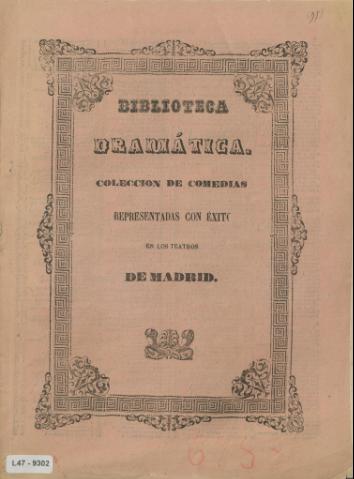 BIBLIOTECA
DRAMÁTICA.
COLECCION DE COMEDIAS
REPRESENTADAS CON ÉXITO
EN LOS TEATROS
DE MADRID.
L47 - 9302